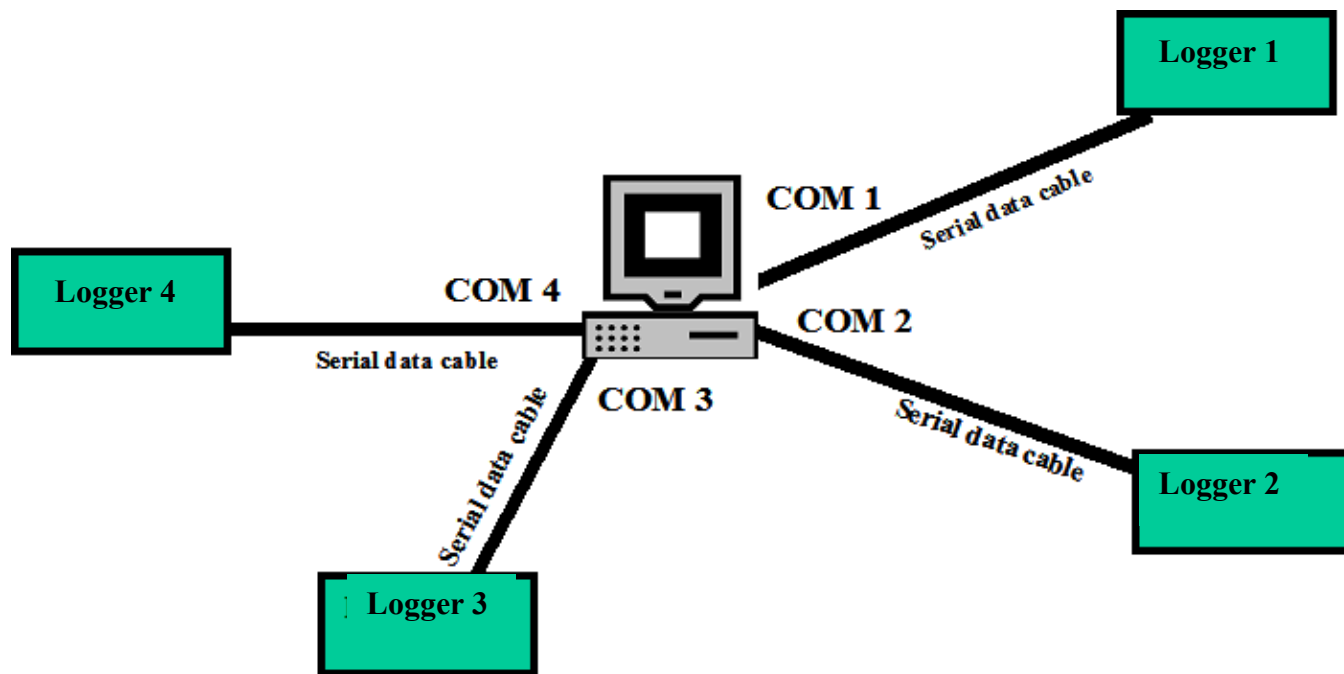 Logger 1
COM 1
Serial data cable
Logger 4
COM 4
COM 2
Serial data cable
COM 3
Serial data cable
Serial data cable
Logger 2
Logger 3